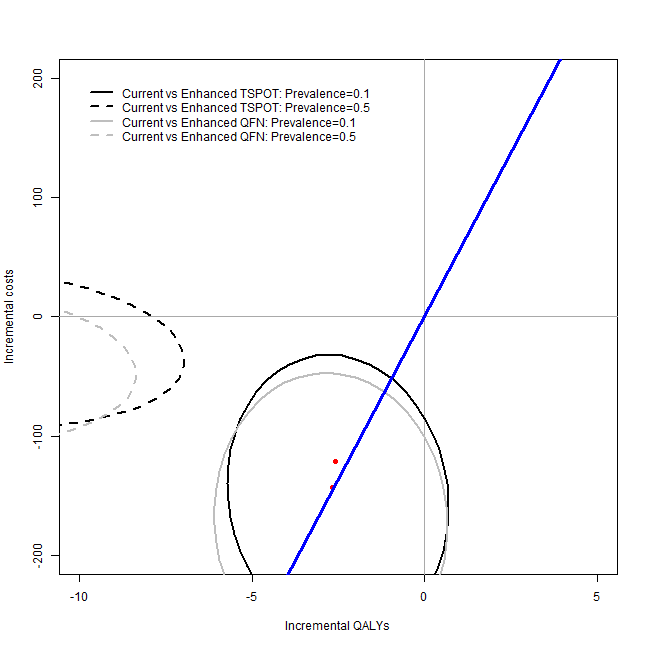 Current vs Enhanced TSPOT: Prevalence=0.1
Current vs Enhanced TSPOT: Prevalence=0.5
Current vs Enhanced QFN: Prevalence=0.1
Current vs Enhanced QFN: Prevalence=0.5
Incremental costs
200
100
0
-100
-200
-10
-5
0
5
Incremental QALYs